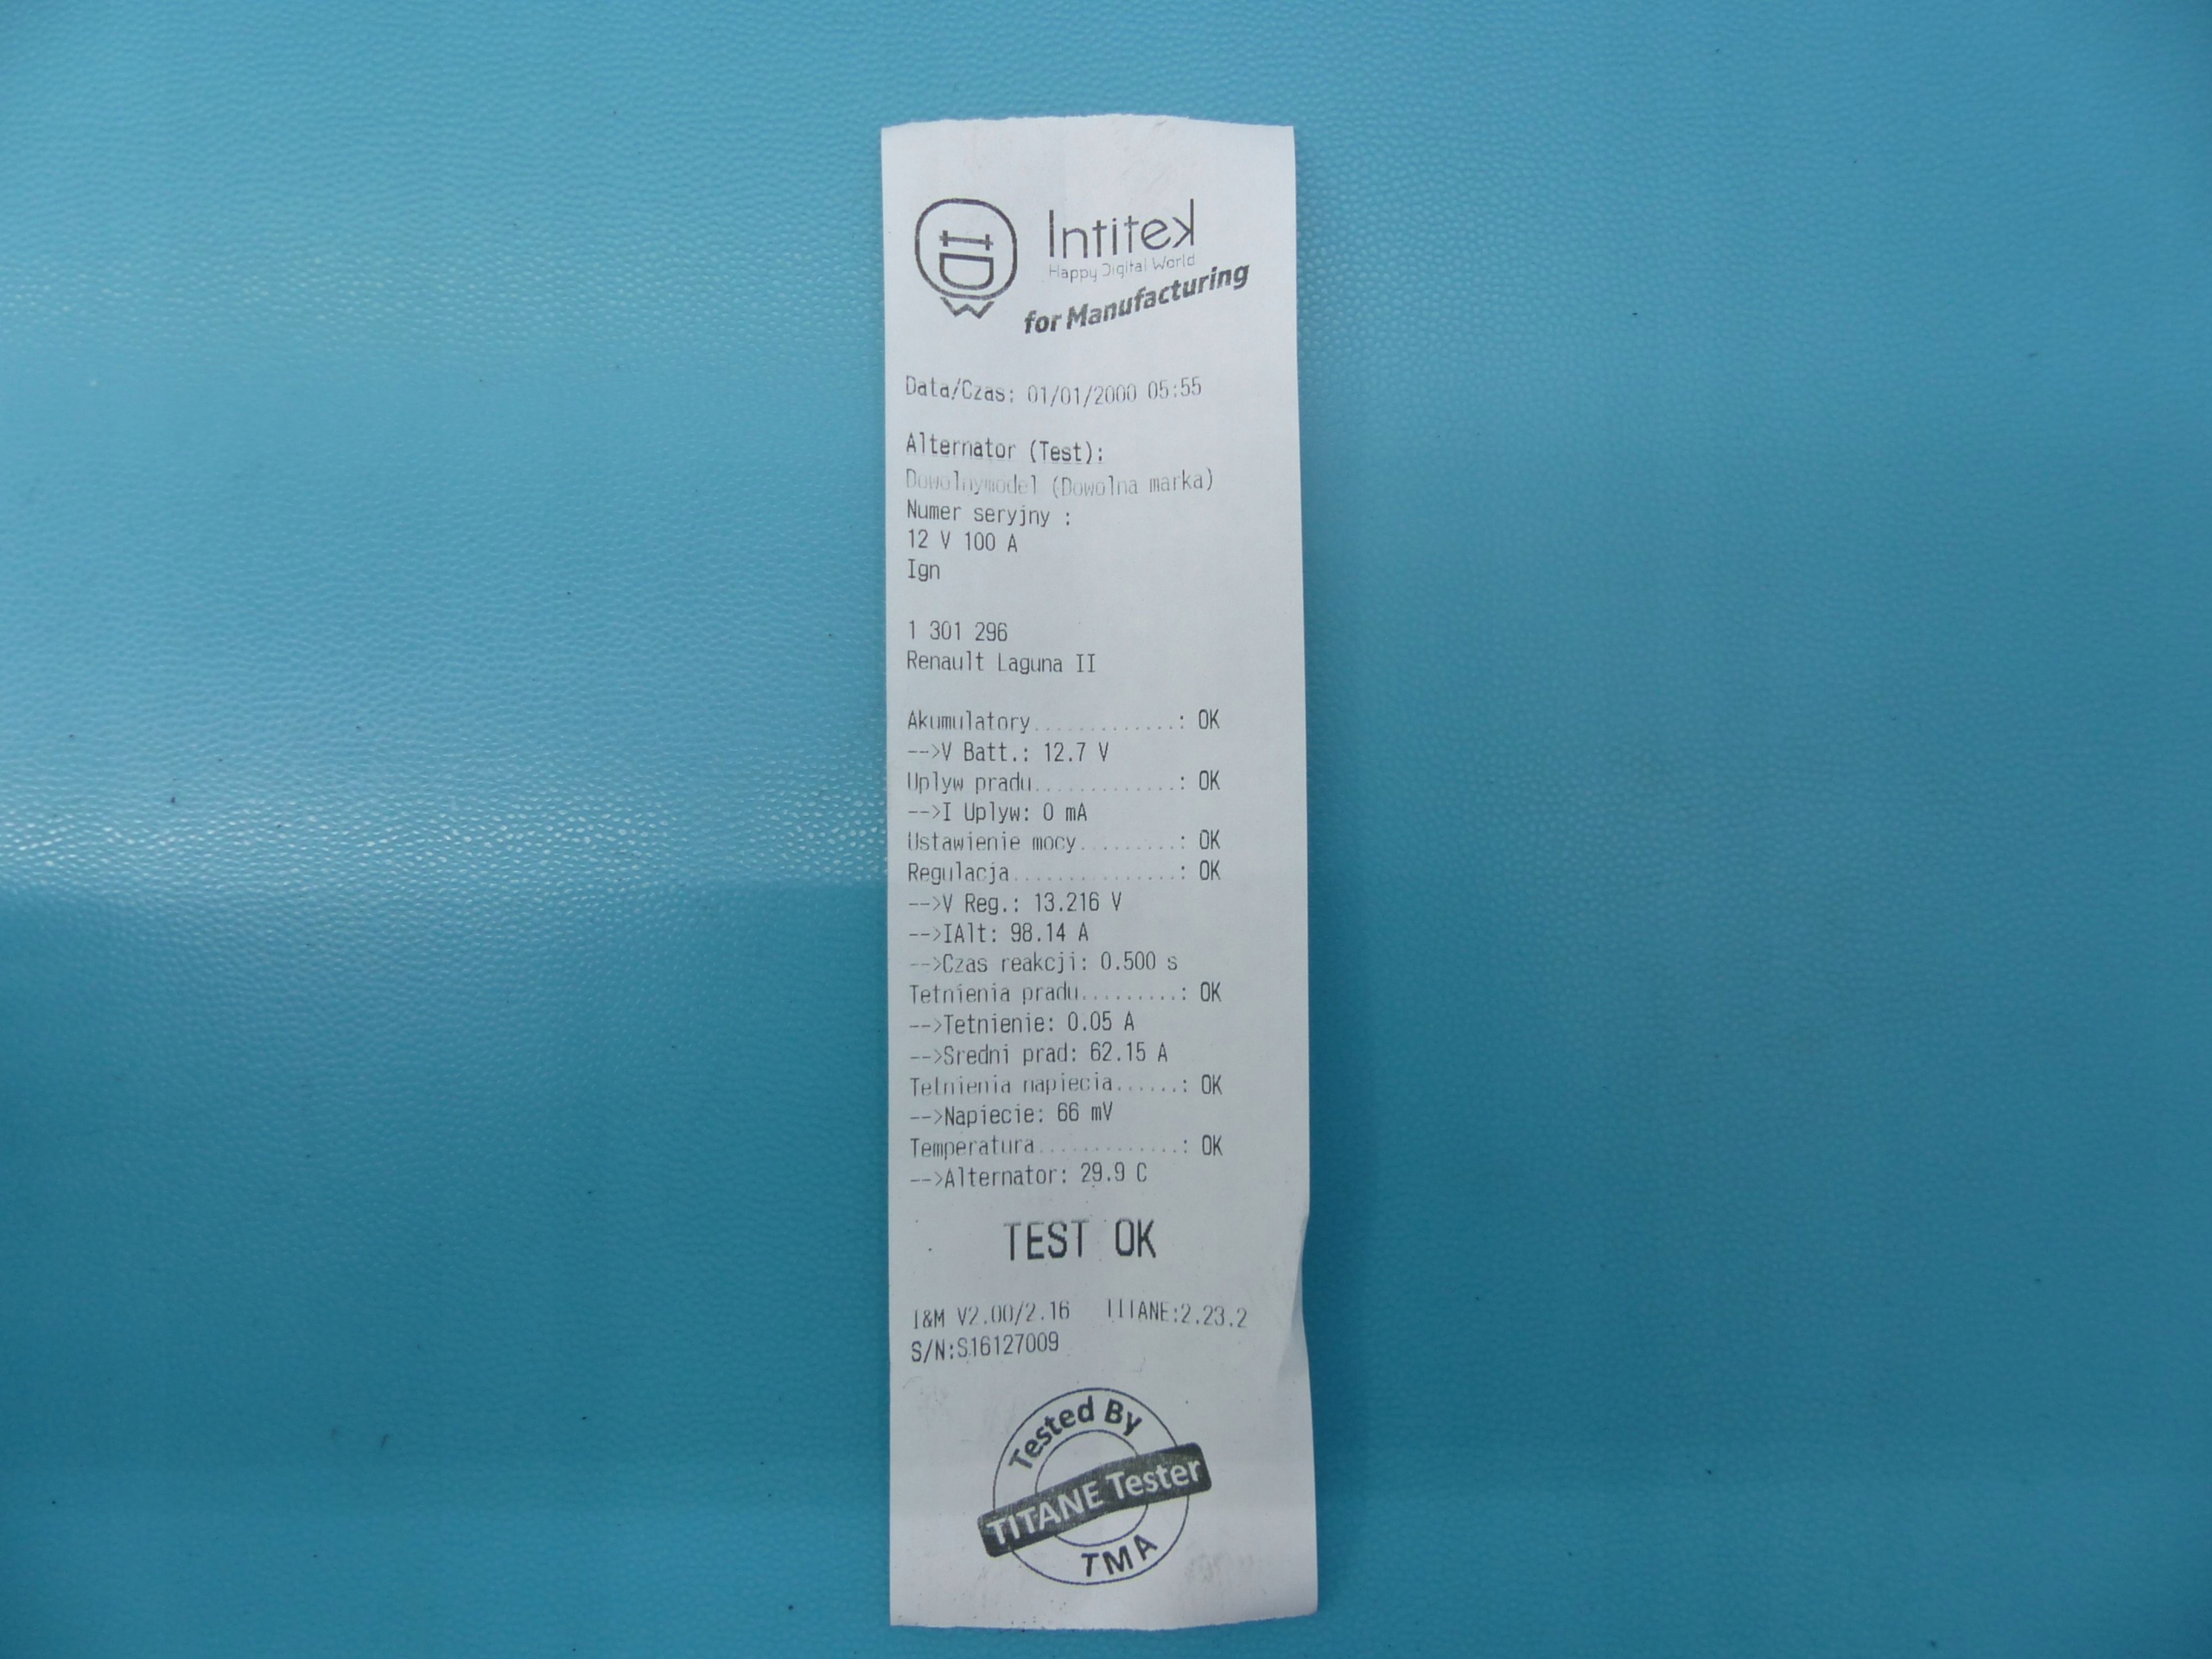 Intitek
Happy Digital World
for Manufacturing
Data/Czas: 01/01/2000 05:55
Alternator (Test):
Dowolnymodel (Dowolna marka)
Numer seryjny :
12 V 100 A
Ign
1 301 296
Renault Laguna II
Akumulatory.............: OK
-->V Batt.: 12.7 V
Uplyw pradu.............: OK
-->I Uplyw: 0 mA
Ustawienie mocy.........: OK
Regulacja...............: OK
-->V Reg.: 13.216 V
-->IAlt: 98.14 A
-->Czas reakcji: 0.500 s
Tetnienia pradu.........: OK
-->Tetnienie: 0.05 A
-->Sredni prad: 62.15 A
Tetnienia napiecia......: OK
-->Napiecie: 66 mV
Temperatura.............: OK
-->Alternator: 29.9 C
TEST OK
I&M V2.00/2.16 TITANE:2.23.2
S/N:S16127009
Tested By
TITANE Tester
TMA